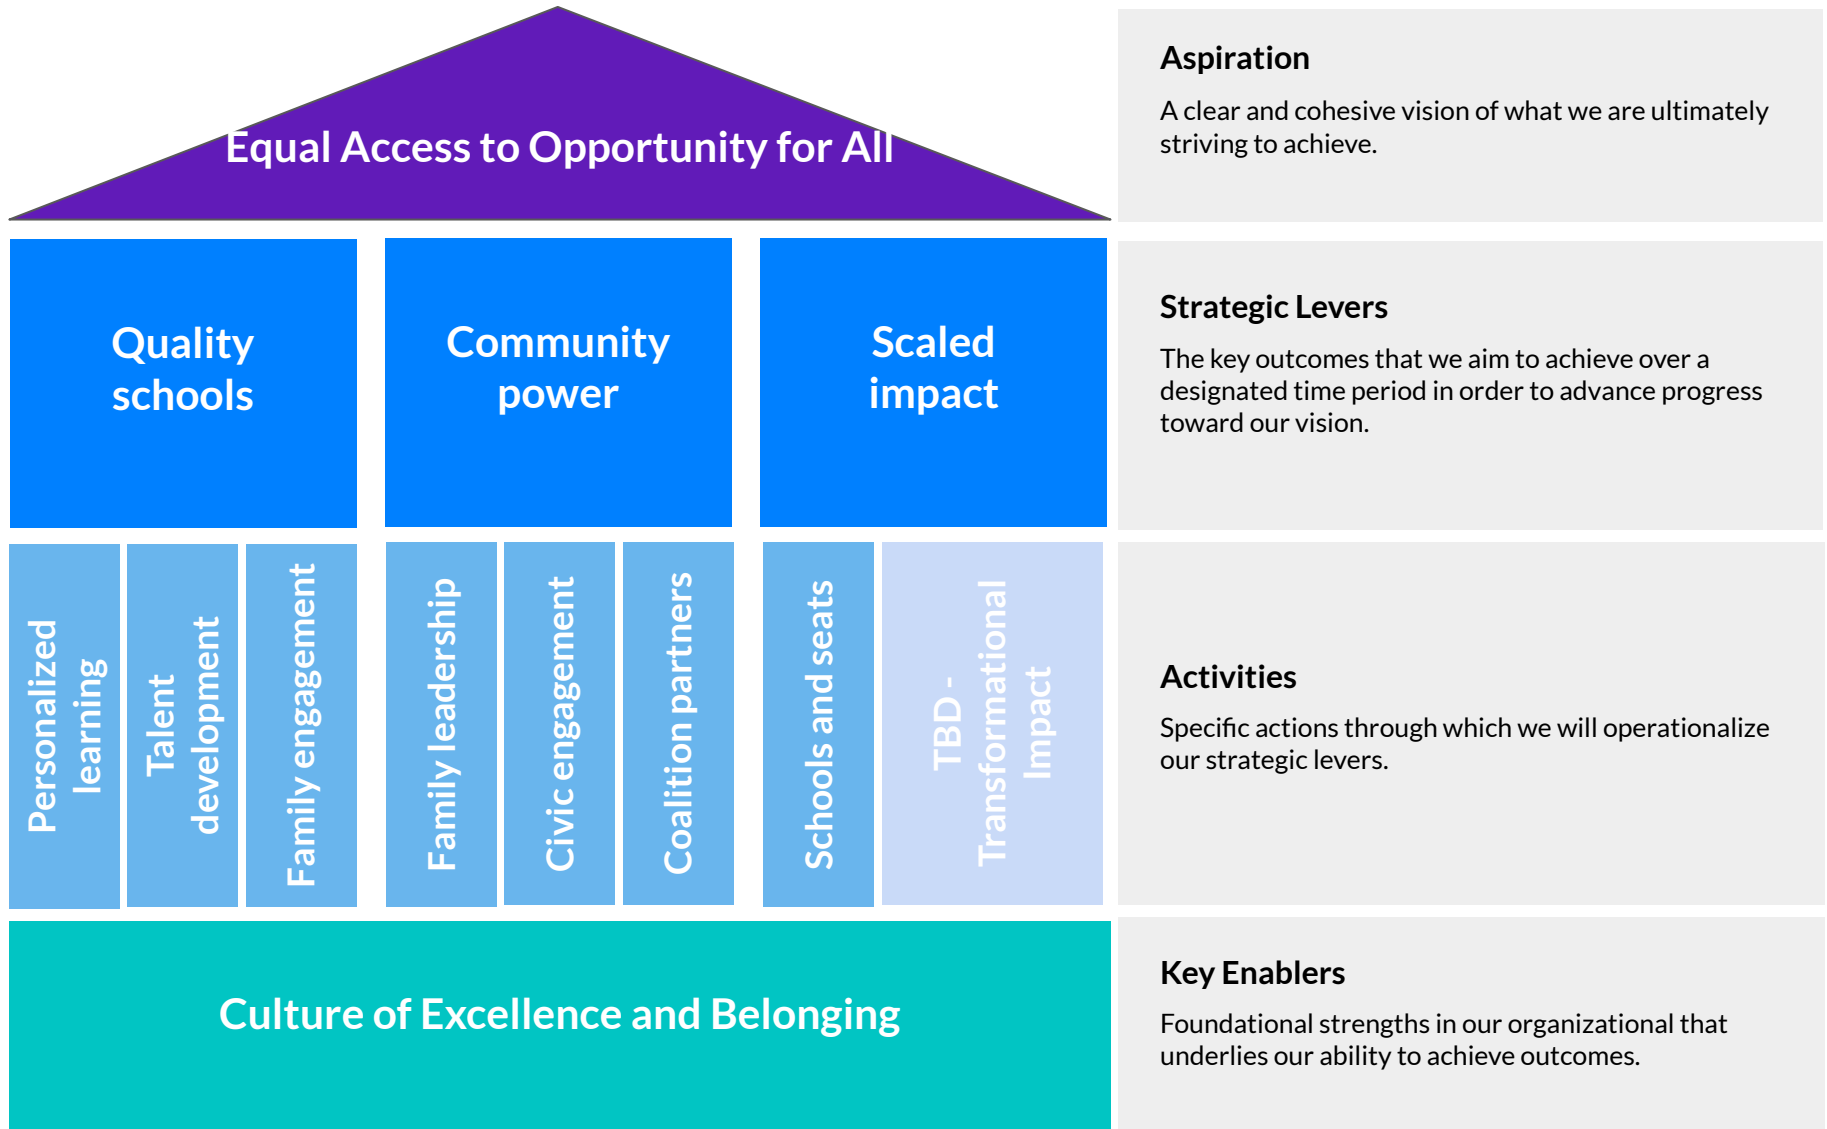 Equal Access to Opportunity for All
Aspiration
A clear and cohesive vision of what we are ultimately
striving to achieve.
Quality
schools
Community
power
Scaled
impact
Strategic Levers
The key outcomes that we aim to achieve over a
designated time period in order to advance progress
toward our vision.
Personalized
learning
Talent
development
Family engagement
Family leadership
Civic engagement
Coalition partners
Schools and seats
TBD -
Transformational
Impact
Activities
Specific actions through which we will operationalize
our strategic levers.
Culture of Excellence and Belonging
Key Enablers
Foundational strengths in our organizational that
underlies our ability to achieve outcomes.